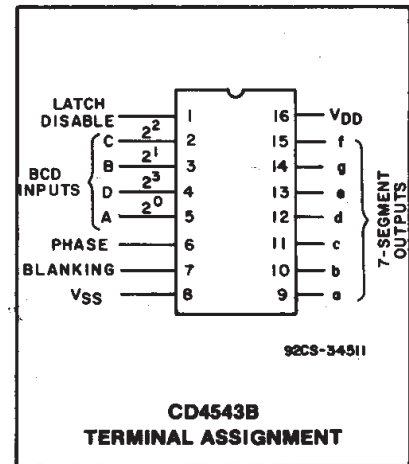 LATCH
DISABLE 1 16 VDD
C 2² 2 15 f
B 2¹ 3 14 g
BCD
INPUTS
D 2³ 4 13 e
A 2⁰ 5 12 d
PHASE 6 11 c
BLANKING 7 10 b
VSS 8 9 a
7-SEGMENT
OUTPUTS
92CS-34511
CD4543B
TERMINAL ASSIGNMENT